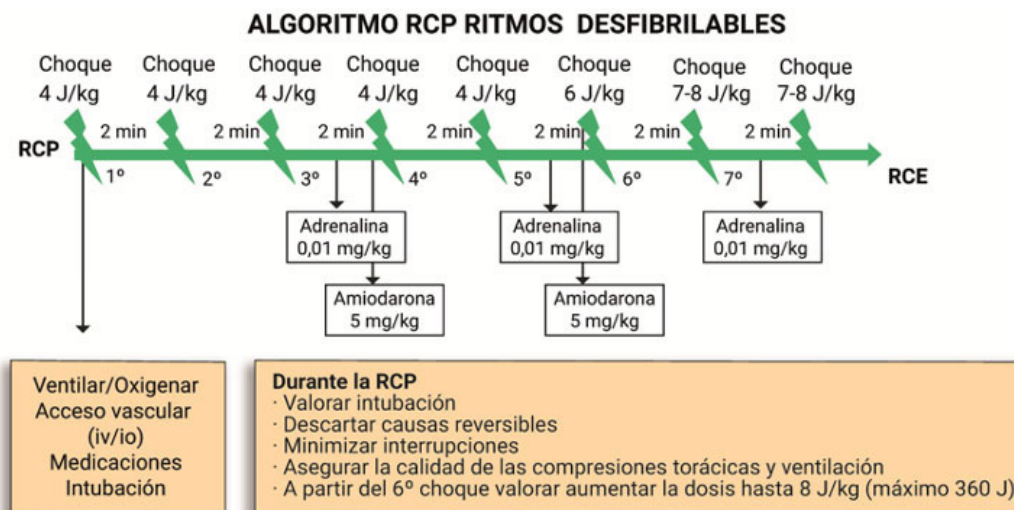 ALGORITMO RCP RITMOS DESFIBRILABLES
Choque
4 J/kg
Choque
4 J/kg
Choque
4 J/kg
Choque
4 J/kg
Choque
4 J/kg
Choque
6 J/kg
Choque
7-8 J/kg
Choque
7-8 J/kg
RCP
2 min
2 min
2 min
2 min
2 min
2 min
2 min
1º
2º
3º
4º
5º
6º
7º
RCE
Adrenalina
0,01 mg/kg
Adrenalina
0,01 mg/kg
Adrenalina
0,01 mg/kg
Amiodarona
5 mg/kg
Amiodarona
5 mg/kg
Ventilar/Oxigenar
Acceso vascular
(iv/io)
Medicaciones
Intubación
Durante la RCP
· Valorar intubación
· Descartar causas reversibles
· Minimizar interrupciones
· Asegurar la calidad de las compresiones torácicas y ventilación
· A partir del 6º choque valorar aumentar la dosis hasta 8 J/kg (máximo 360 J)